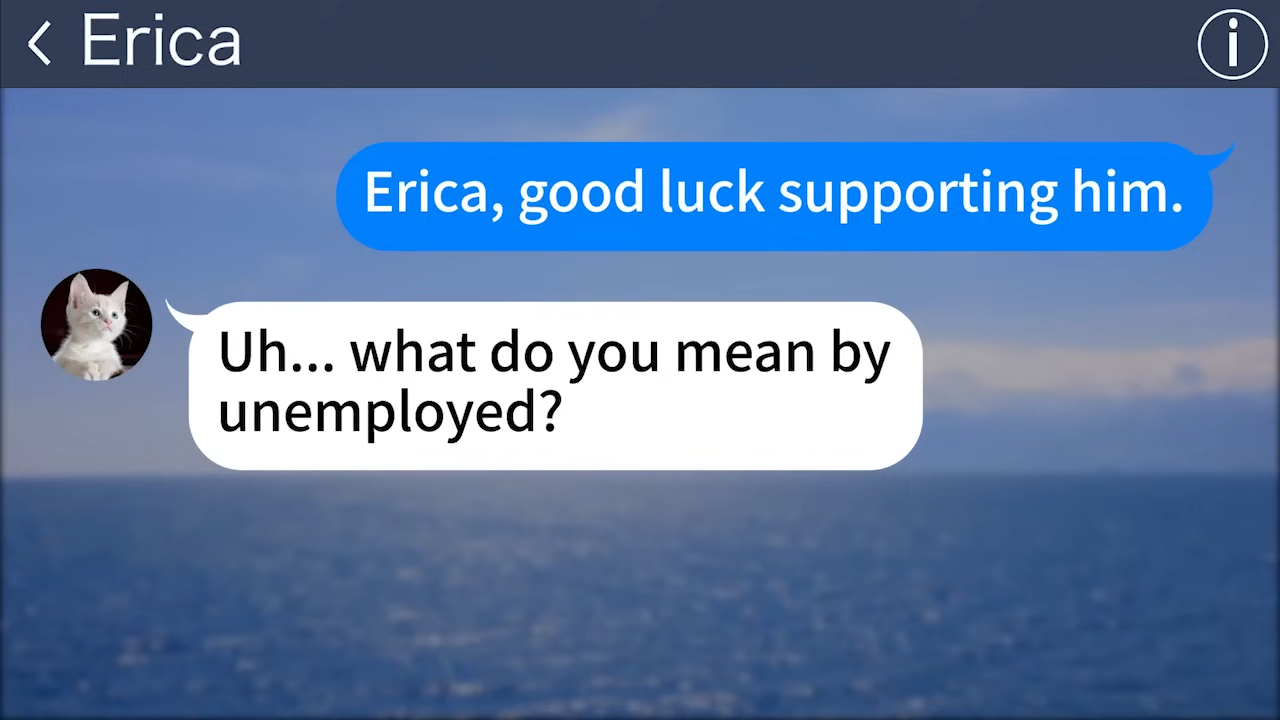 Erica
Erica, good luck supporting him.
Uh... what do you mean by
unemployed?